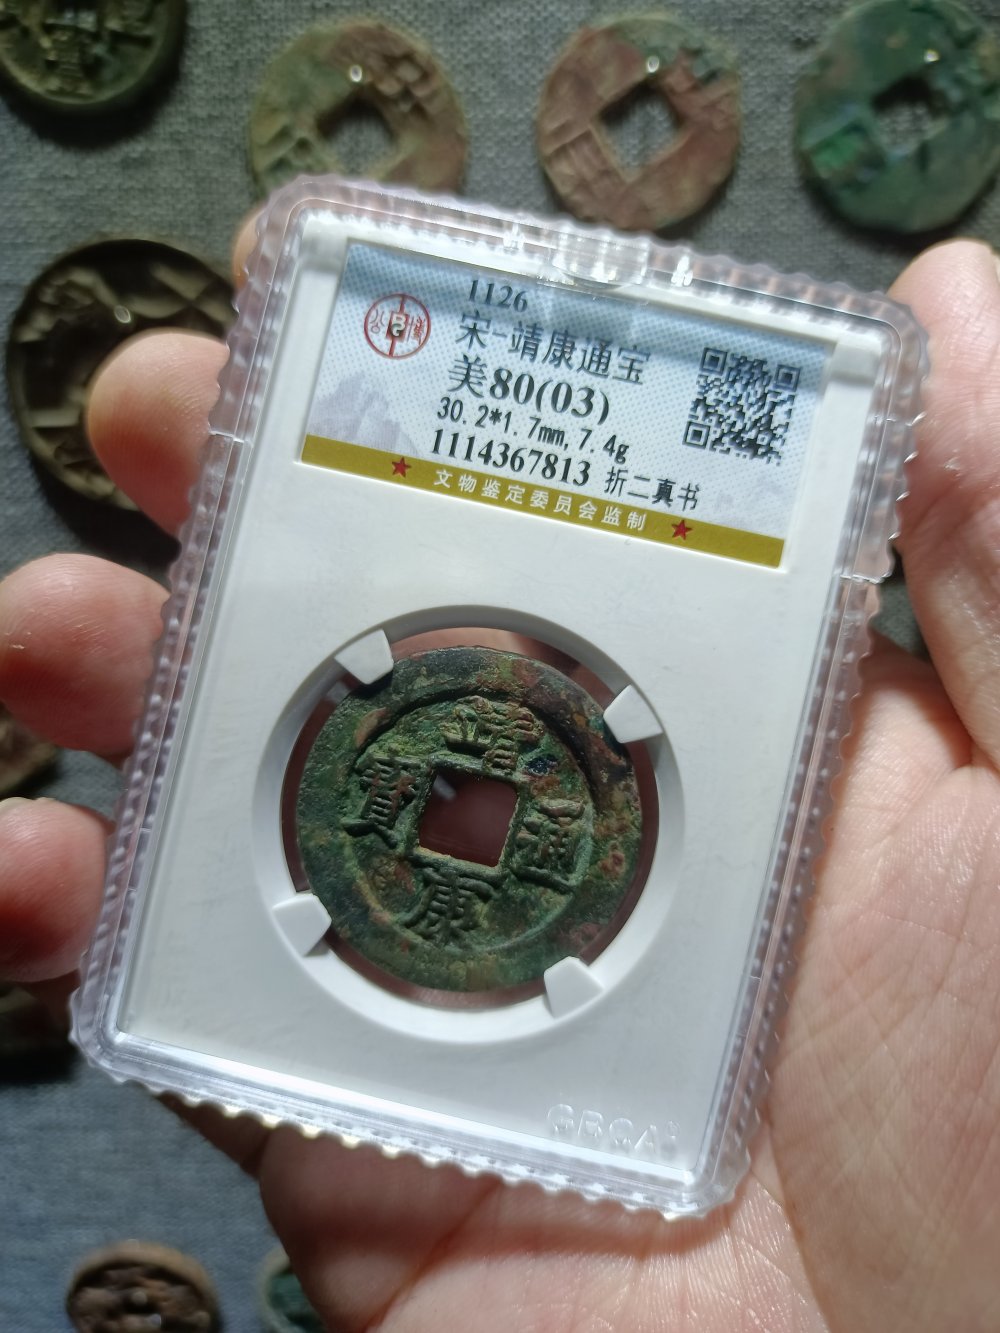 1126
宋-靖康通宝
美80(03)
30.2*1.7mm,7.4g
1114367813 折二真书
★ 文物鉴定委员会监制 ★
靖
寶 通
康
GBCA